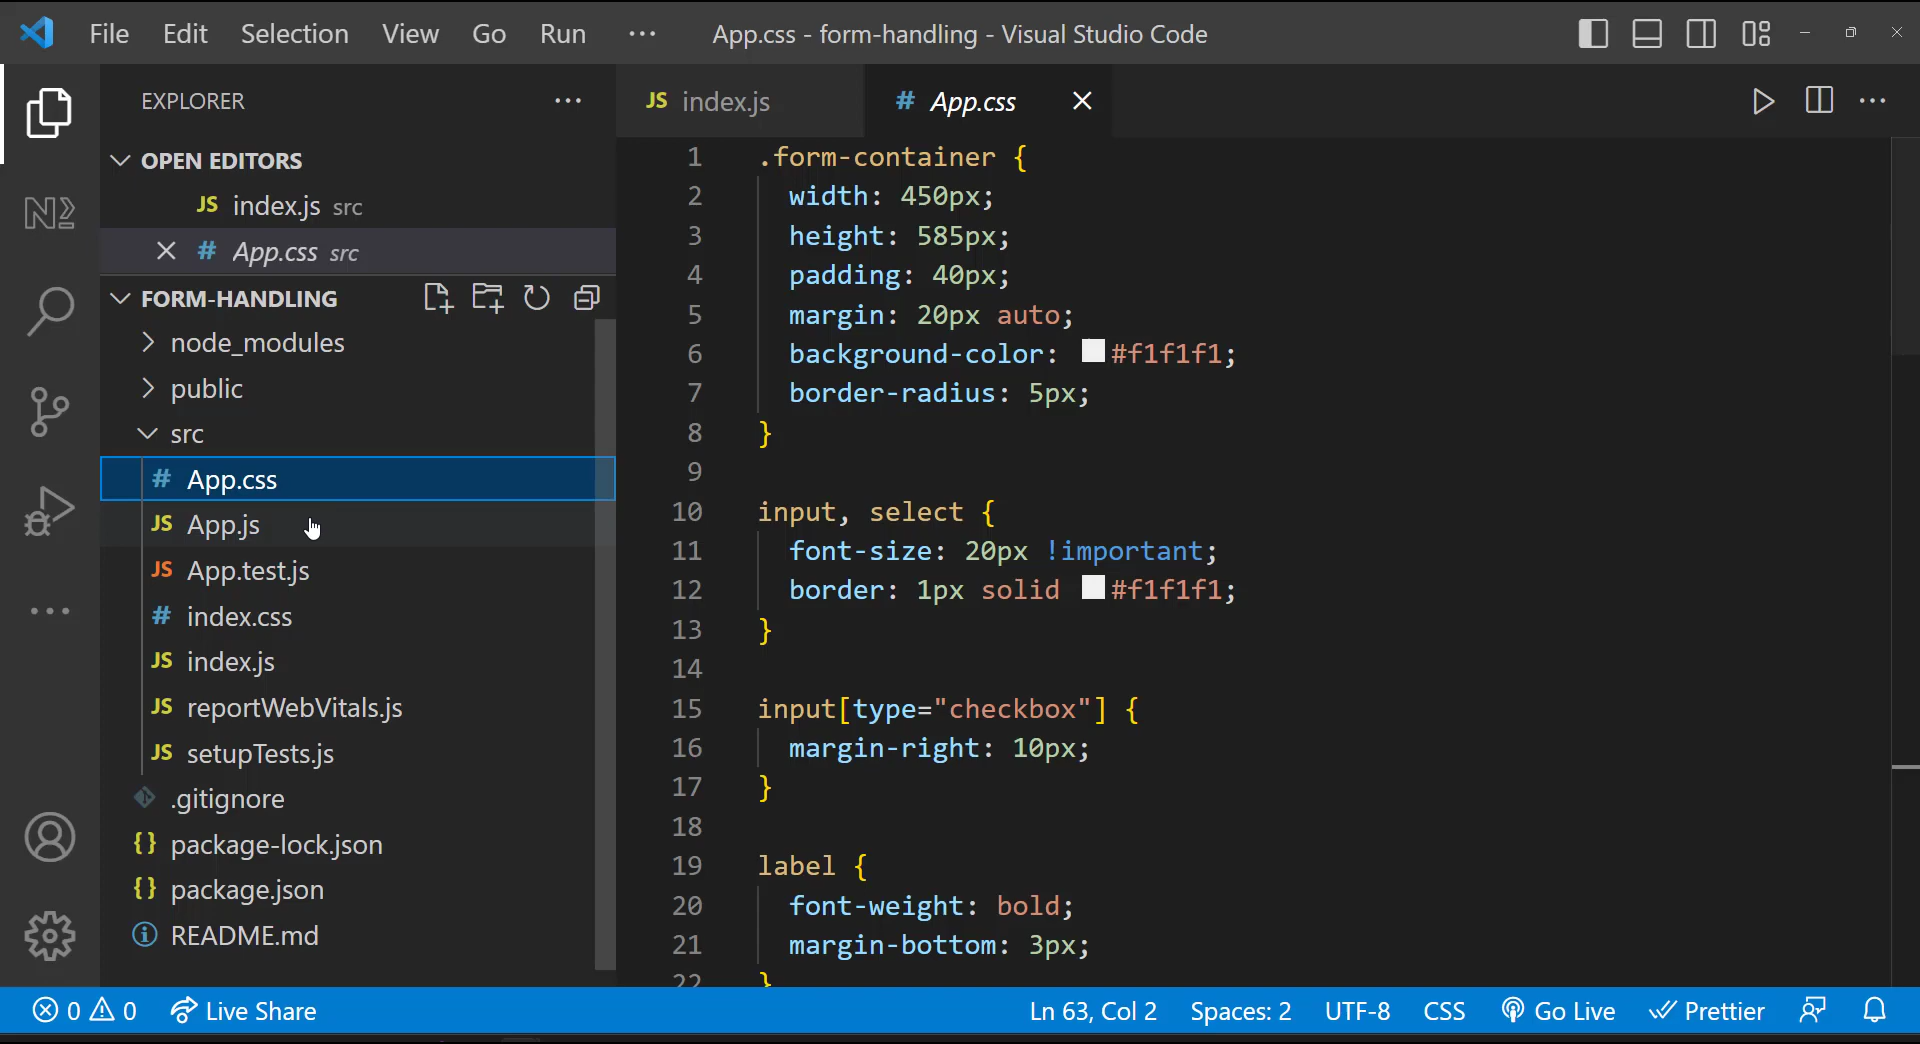 File Edit Selection View Go Run ··· App.css - form-handling - Visual Studio Code
EXPLORER ···
OPEN EDITORS
JS index.js src
# App.css src
FORM-HANDLING
node_modules
public
src
# App.css
JS App.js
JS App.test.js
# index.css
JS index.js
JS reportWebVitals.js
JS setupTests.js
.gitignore
{} package-lock.json
{} package.json
README.md
JS index.js # App.css
1 .form-container {
2 width: 450px;
3 height: 585px;
4 padding: 40px;
5 margin: 20px auto;
6 background-color: #f1f1f1;
7 border-radius: 5px;
8 }
9
10 input, select {
11 font-size: 20px !important;
12 border: 1px solid #f1f1f1;
13 }
14
15 input[type="checkbox"] {
16 margin-right: 10px;
17 }
18
19 label {
20 font-weight: bold;
21 margin-bottom: 3px;
22 }
0 0 Live Share Ln 63, Col 2 Spaces: 2 UTF-8 CSS Go Live Prettier